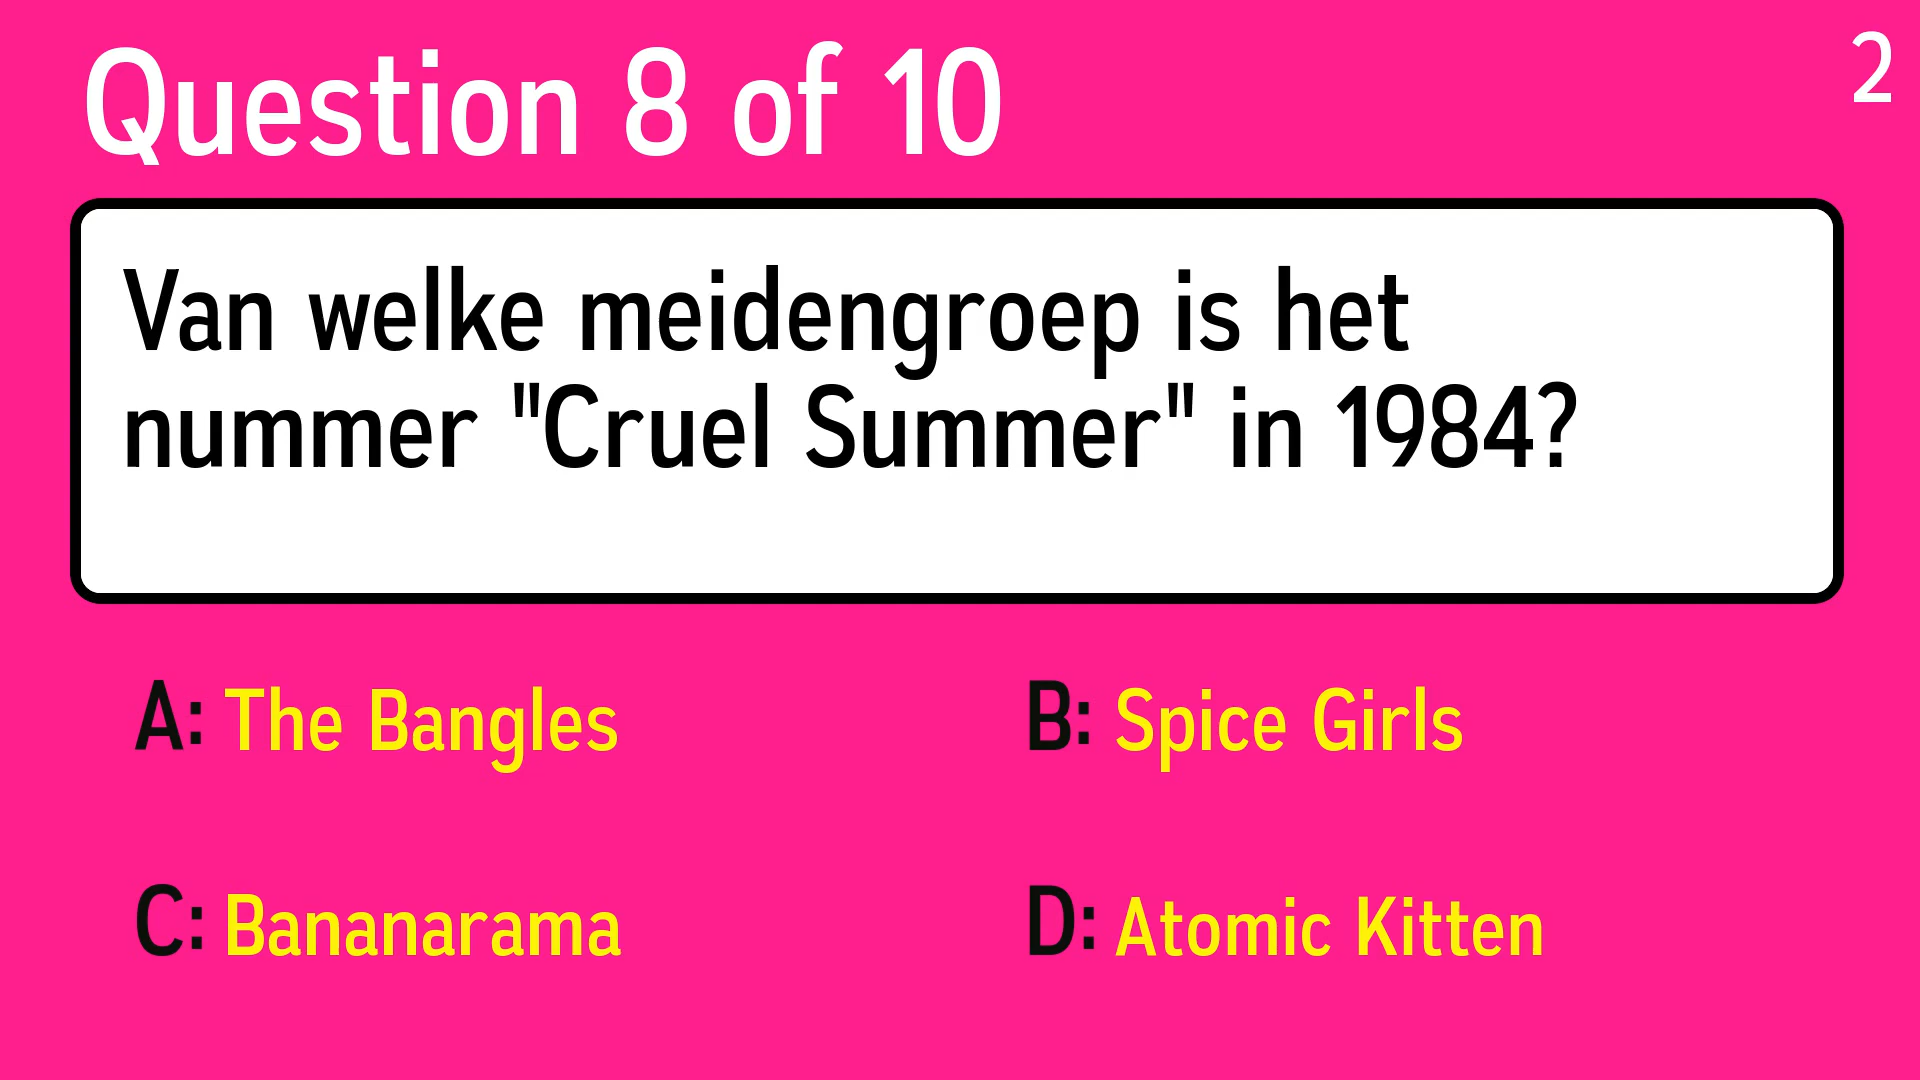 Question 8 of 10
2
Van welke meidengroep is het
nummer "Cruel Summer" in 1984?
A: The Bangles
B: Spice Girls
C: Bananarama
D: Atomic Kitten